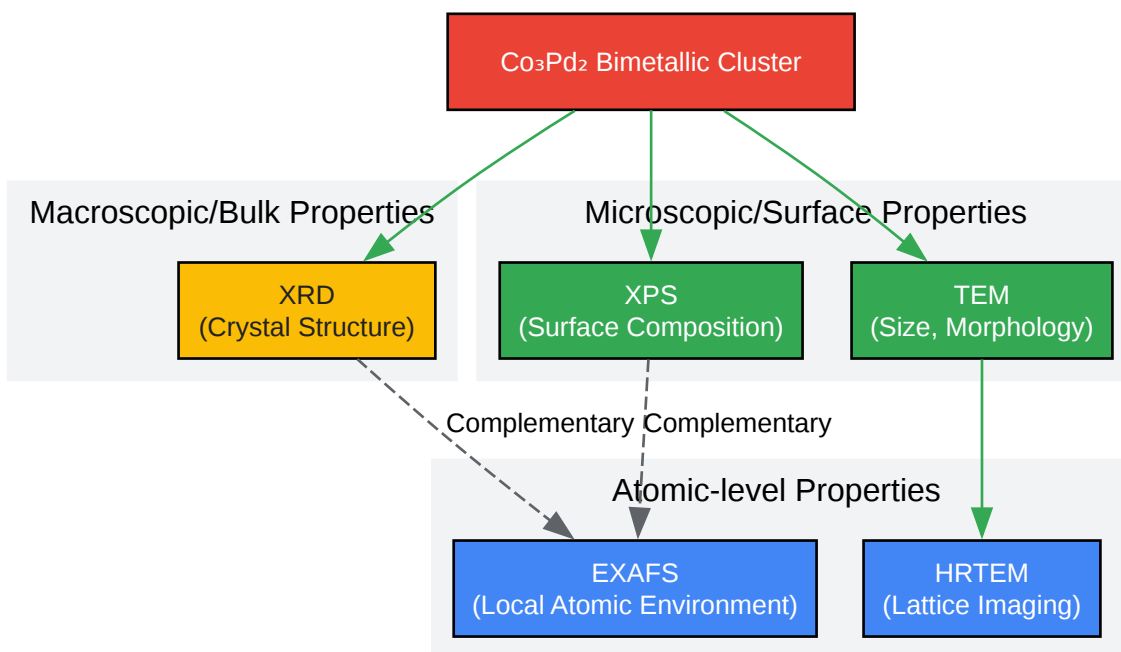 Co₃Pd₂ Bimetallic Cluster
Macroscopic/Bulk Properties
Microscopic/Surface Properties
XRD
(Crystal Structure)
XPS
(Surface Composition)
TEM
(Size, Morphology)
Complementary
Complementary
Atomic-level Properties
EXAFS
(Local Atomic Environment)
HRTEM
(Lattice Imaging)